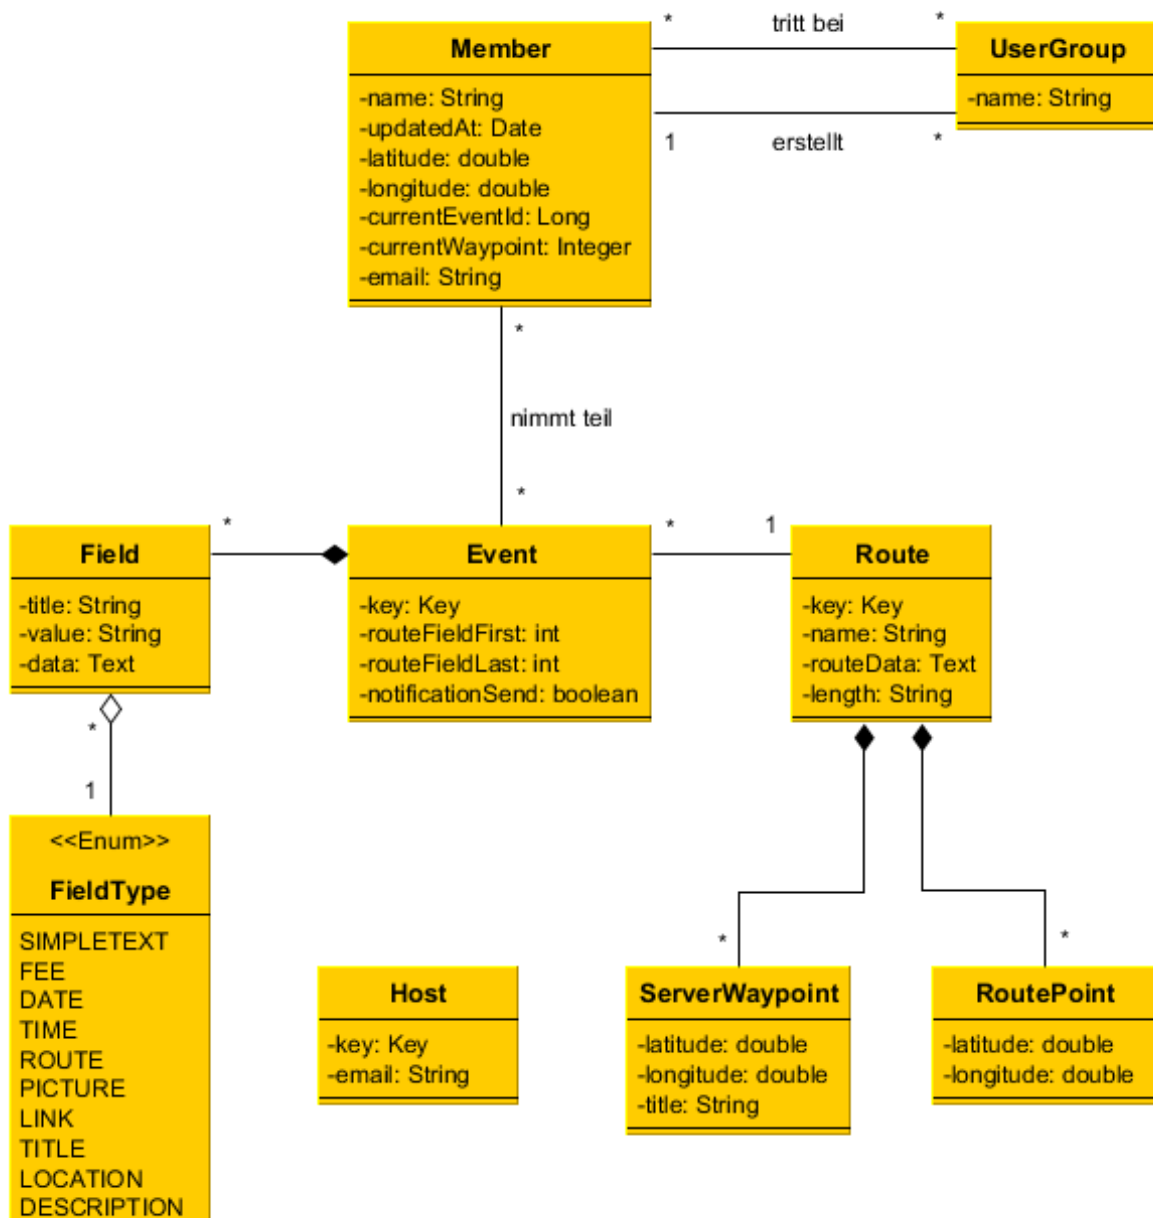 Member
-name: String
-updatedAt: Date
-latitude: double
-longitude: double
-currentEventId: Long
-currentWaypoint: Integer
-email: String
* tritt bei *
1 erstellt *
UserGroup
-name: String
*
nimmt teil
*
Field
-title: String
-value: String
-data: Text
*
Event
-key: Key
-routeFieldFirst: int
-routeFieldLast: int
-notificationSend: boolean
* 1
Route
-key: Key
-name: String
-routeData: Text
-length: String
*
1
<<Enum>>
FieldType
SIMPLETEXT
FEE
DATE
TIME
ROUTE
PICTURE
LINK
TITLE
LOCATION
DESCRIPTION
Host
-key: Key
-email: String
*
ServerWaypoint
-latitude: double
-longitude: double
-title: String
*
RoutePoint
-latitude: double
-longitude: double